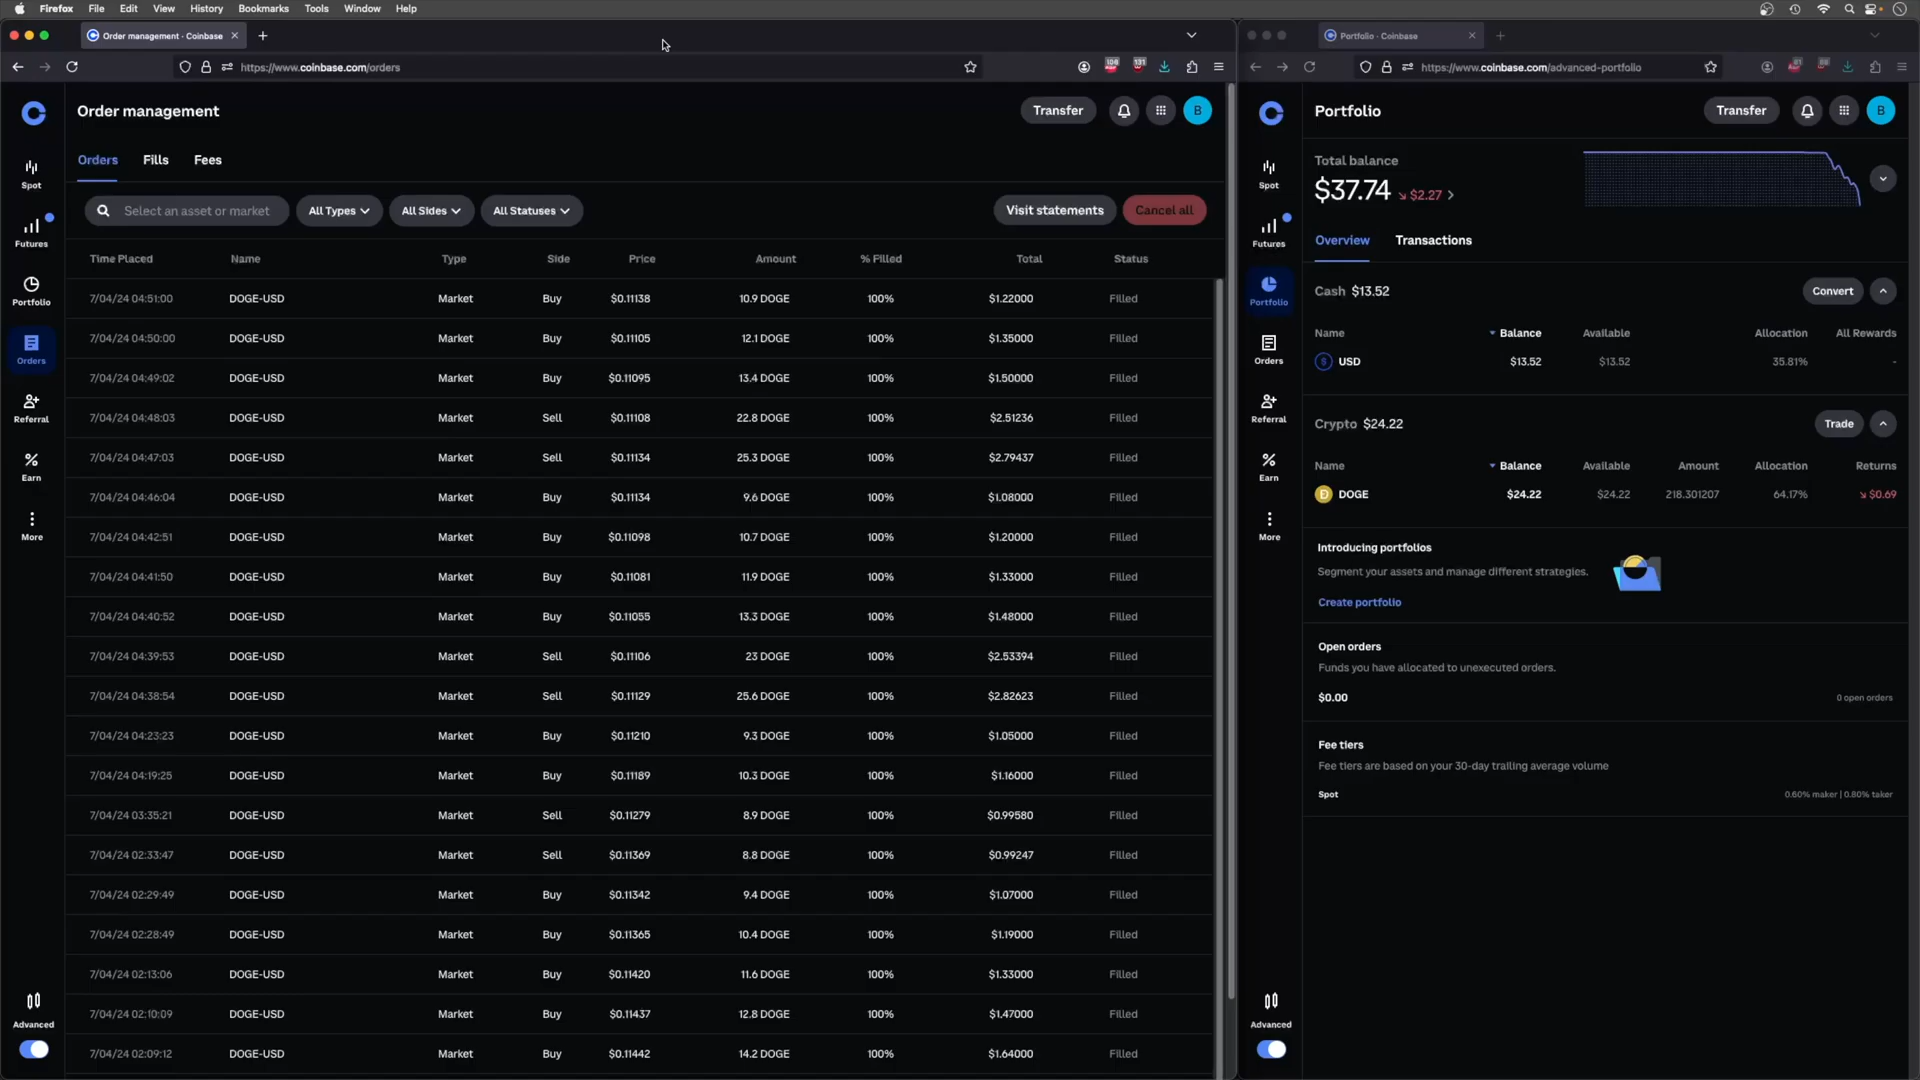 Firefox File Edit View History Bookmarks Tools Window Help
Order management - Coinbase
https://www.coinbase.com/orders
108
131
Order management
Transfer
B
Orders Fills Fees
Select an asset or market
All Types
All Sides
All Statuses
Visit statements
Cancel all
Time Placed Name Type Side Price Amount % Filled Total Status
7/04/24 04:51:00 DOGE-USD Market Buy $0.11138 10.9 DOGE 100% $1.22000 Filled
7/04/24 04:50:00 DOGE-USD Market Buy $0.11105 12.1 DOGE 100% $1.35000 Filled
7/04/24 04:49:02 DOGE-USD Market Buy $0.11095 13.4 DOGE 100% $1.50000 Filled
7/04/24 04:48:03 DOGE-USD Market Sell $0.11108 22.8 DOGE 100% $2.51236 Filled
7/04/24 04:47:03 DOGE-USD Market Sell $0.11134 25.3 DOGE 100% $2.79437 Filled
7/04/24 04:46:04 DOGE-USD Market Buy $0.11134 9.6 DOGE 100% $1.08000 Filled
7/04/24 04:42:51 DOGE-USD Market Buy $0.11098 10.7 DOGE 100% $1.20000 Filled
7/04/24 04:41:50 DOGE-USD Market Buy $0.11081 11.9 DOGE 100% $1.33000 Filled
7/04/24 04:40:52 DOGE-USD Market Buy $0.11055 13.3 DOGE 100% $1.48000 Filled
7/04/24 04:39:53 DOGE-USD Market Sell $0.11106 23 DOGE 100% $2.53394 Filled
7/04/24 04:38:54 DOGE-USD Market Sell $0.11129 25.6 DOGE 100% $2.82623 Filled
7/04/24 04:23:23 DOGE-USD Market Buy $0.11210 9.3 DOGE 100% $1.05000 Filled
7/04/24 04:19:25 DOGE-USD Market Buy $0.11189 10.3 DOGE 100% $1.16000 Filled
7/04/24 03:35:21 DOGE-USD Market Sell $0.11279 8.9 DOGE 100% $0.99580 Filled
7/04/24 02:33:47 DOGE-USD Market Sell $0.11369 8.8 DOGE 100% $0.99247 Filled
7/04/24 02:29:49 DOGE-USD Market Buy $0.11342 9.4 DOGE 100% $1.07000 Filled
7/04/24 02:28:49 DOGE-USD Market Buy $0.11365 10.4 DOGE 100% $1.19000 Filled
7/04/24 02:13:06 DOGE-USD Market Buy $0.11420 11.6 DOGE 100% $1.33000 Filled
7/04/24 02:10:09 DOGE-USD Market Buy $0.11437 12.8 DOGE 100% $1.47000 Filled
7/04/24 02:09:12 DOGE-USD Market Buy $0.11442 14.2 DOGE 100% $1.64000 Filled
Spot
Futures
Portfolio
Orders
Referral
Earn
More
Advanced
Portfolio - Coinbase
https://www.coinbase.com/advanced-portfolio
81
88
Portfolio
Transfer
B
Total balance
$37.74 $2.27
Overview Transactions
Cash $13.52
Convert
Name Balance Available Allocation All Rewards
USD $13.52 $13.52 35.81% -
Crypto $24.22
Trade
Name Balance Available Amount Allocation Returns
DOGE $24.22 $24.22 218.301207 64.17% $0.69
Introducing portfolios
Segment your assets and manage different strategies.
Create portfolio
Open orders
Funds you have allocated to unexecuted orders.
$0.00 0 open orders
Fee tiers
Fee tiers are based on your 30-day trailing average volume
Spot 0.60% maker | 0.80% taker
Spot
Futures
Portfolio
Orders
Referral
Earn
More
Advanced